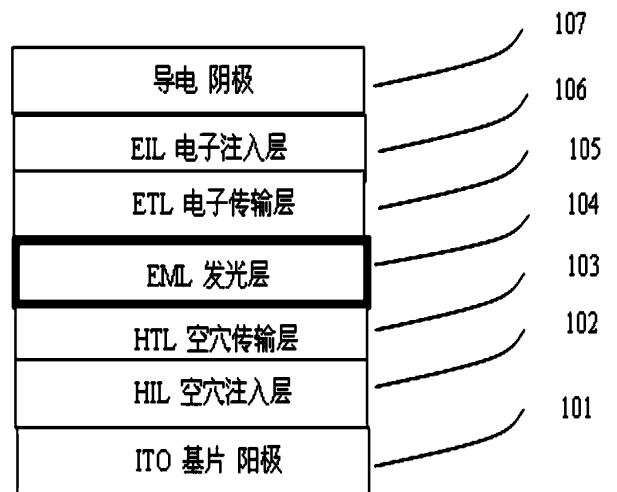 107
导电 阴极
106
EIL 电子注入层
105
ETL 电子传输层
104
EML 发光层
103
HTL 空穴传输层
102
HIL 空穴注入层
101
ITO 基片 阳极